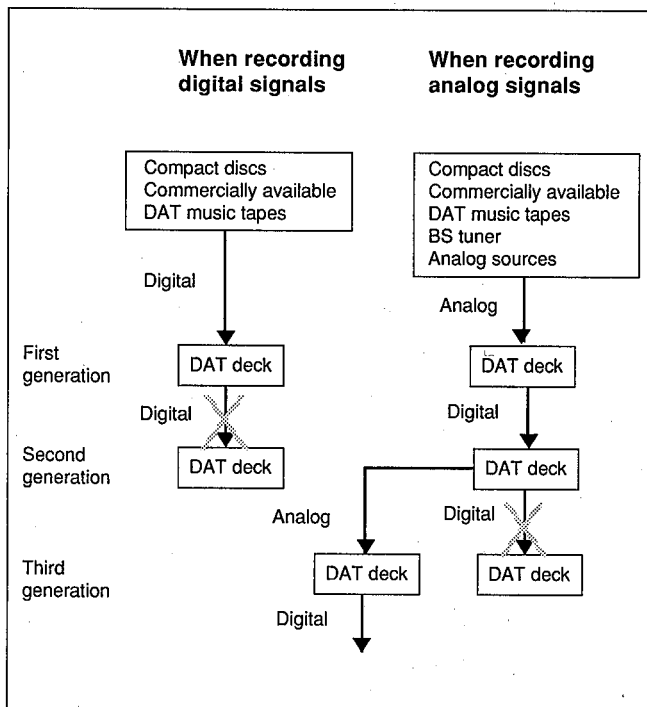 When recording
digital signals
When recording
analog signals
Compact discs
Commercially available
DAT music tapes
Compact discs
Commercially available
DAT music tapes
BS tuner
Analog sources
Digital
Analog
First
generation
DAT deck
DAT deck
Digital
Digital
Second
generation
DAT deck
DAT deck
Analog
Digital
Third
generation
DAT deck
DAT deck
Digital